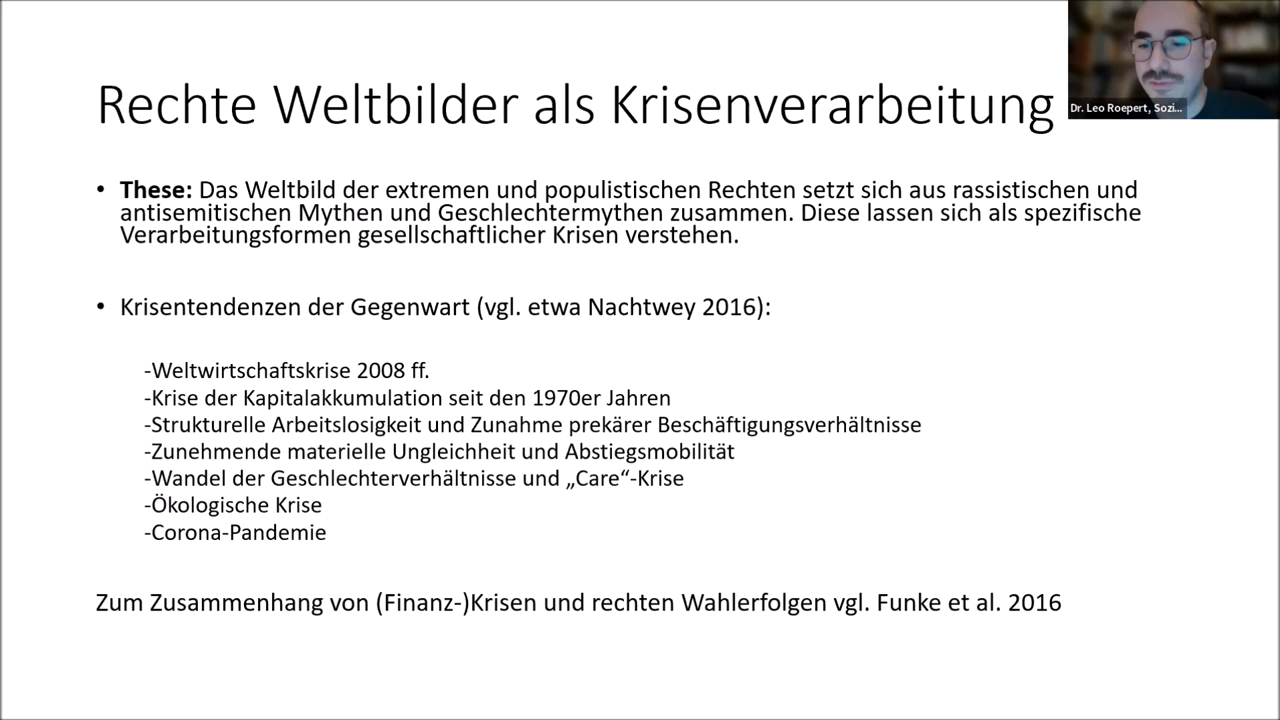 Rechte Weltbilder als Krisenverarbeitung
Dr. Leo Roepert, Sozi...
• These: Das Weltbild der extremen und populistischen Rechten setzt sich aus rassistischen und
antisemitischen Mythen und Geschlechtermythen zusammen. Diese lassen sich als spezifische
Verarbeitungsformen gesellschaftlicher Krisen verstehen.
• Krisentendenzen der Gegenwart (vgl. etwa Nachtwey 2016):
-Weltwirtschaftskrise 2008 ff.
-Krise der Kapitalakkumulation seit den 1970er Jahren
-Strukturelle Arbeitslosigkeit und Zunahme prekärer Beschäftigungsverhältnisse
-Zunehmende materielle Ungleichheit und Abstiegsmobilität
-Wandel der Geschlechterverhältnisse und „Care“-Krise
-Ökologische Krise
-Corona-Pandemie
Zum Zusammenhang von (Finanz-)Krisen und rechten Wahlerfolgen vgl. Funke et al. 2016